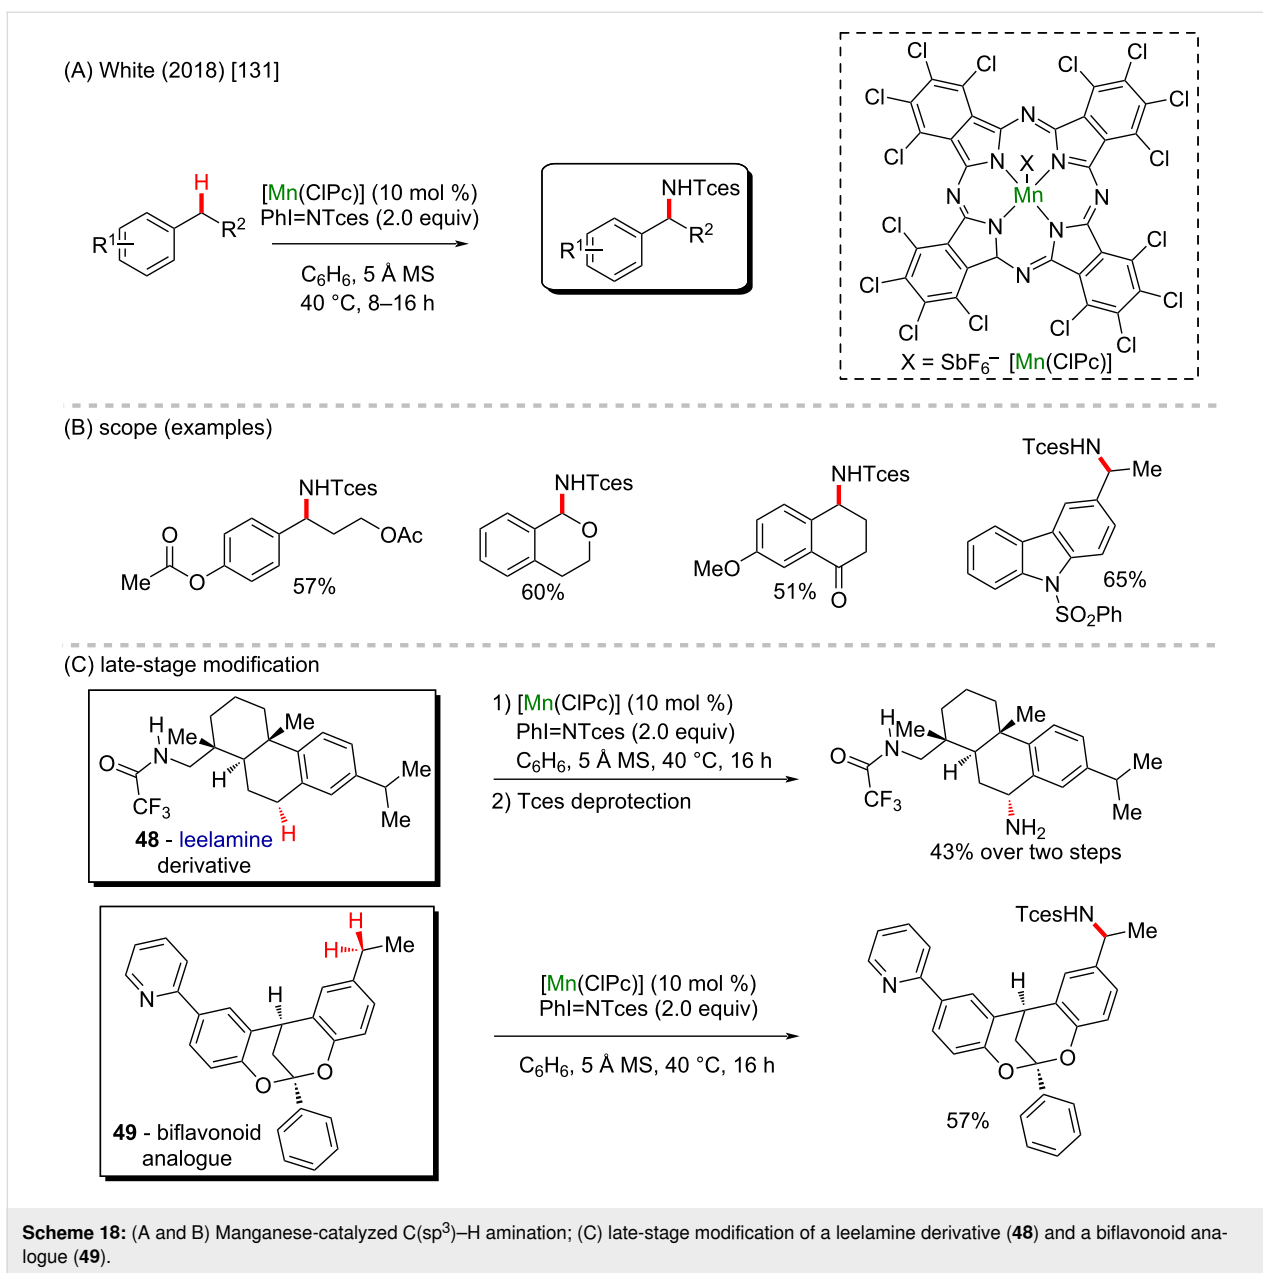 (A) White (2018) [131]
H
R¹
R²
[Mn(ClPc)] (10 mol %)
PhI=NTces (2.0 equiv)
C₆H₆, 5 Å MS
40 °C, 8–16 h
NHTces
R¹
R²
Cl
Cl
Cl
Cl
Cl
Cl
Cl
Cl
N
N
X
N
N
Mn
N
N
N
N
Cl
Cl
Cl
Cl
Cl
Cl
Cl
Cl
X = SbF₆⁻ [Mn(ClPc)]
(B) scope (examples)
NHTces
O
OAc
Me
O
57%
NHTces
O
60%
NHTces
MeO
51%
O
TcesHN
Me
N
65%
SO₂Ph
(C) late-stage modification
H
N
Me
Me
O
H
CF₃
Me
Me
H
48 - leelamine
derivative
1) [Mn(ClPc)] (10 mol %)
PhI=NTces (2.0 equiv)
C₆H₆, 5 Å MS, 40 °C, 16 h
2) Tces deprotection
H
N
Me
Me
O
H
CF₃
Me
Me
NH₂
43% over two steps
H
H
Me
N
H
O
O
49 - biflavonoid
analogue
[Mn(ClPc)] (10 mol %)
PhI=NTces (2.0 equiv)
C₆H₆, 5 Å MS, 40 °C, 16 h
TcesHN
Me
N
H
O
O
57%
Scheme 18: (A and B) Manganese-catalyzed C(sp³)–H amination; (C) late-stage modification of a leelamine derivative (48) and a biflavonoid ana-
logue (49).